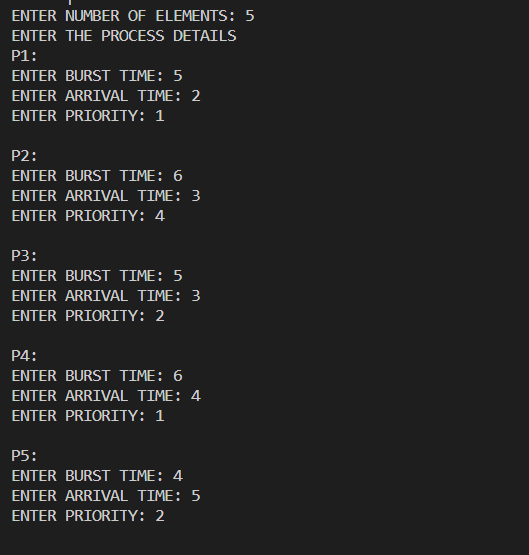 ENTER NUMBER OF ELEMENTS: 5
ENTER THE PROCESS DETAILS
P1:
ENTER BURST TIME: 5
ENTER ARRIVAL TIME: 2
ENTER PRIORITY: 1
P2:
ENTER BURST TIME: 6
ENTER ARRIVAL TIME: 3
ENTER PRIORITY: 4
P3:
ENTER BURST TIME: 5
ENTER ARRIVAL TIME: 3
ENTER PRIORITY: 2
P4:
ENTER BURST TIME: 6
ENTER ARRIVAL TIME: 4
ENTER PRIORITY: 1
P5:
ENTER BURST TIME: 4
ENTER ARRIVAL TIME: 5
ENTER PRIORITY: 2